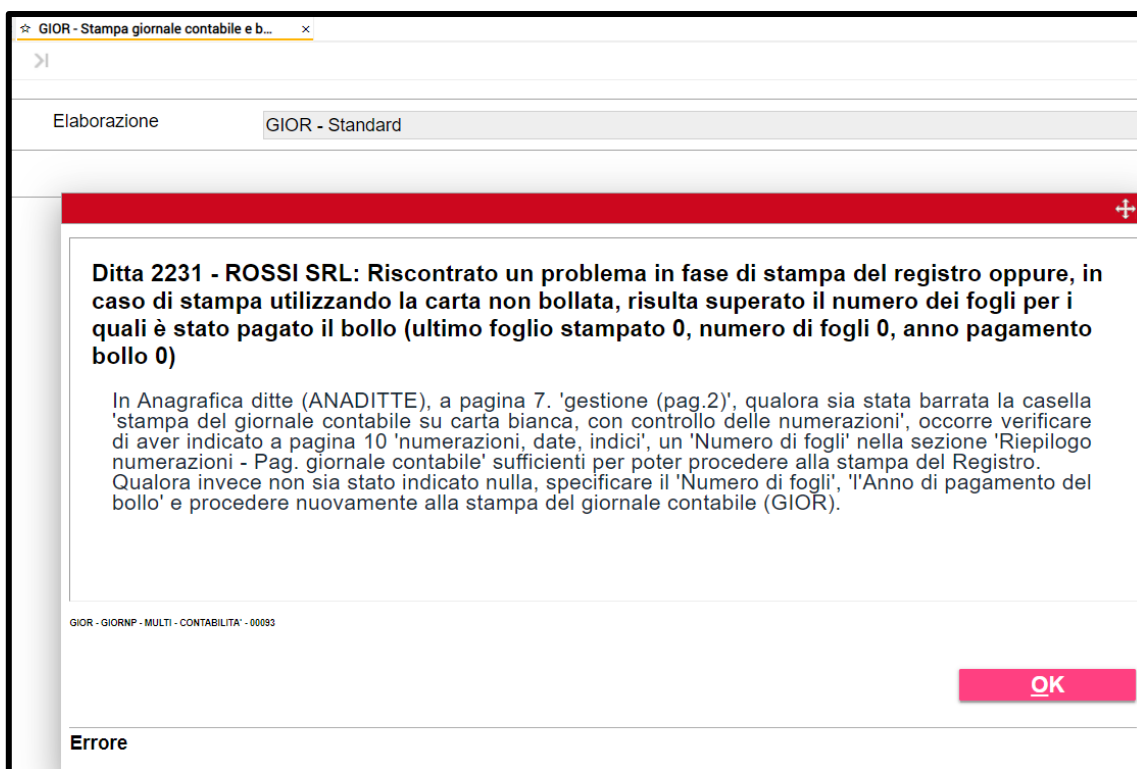 GIOR - Stampa giornale contabile e b...
Elaborazione
GIOR - Standard
Ditta 2231 - ROSSI SRL: Riscontrato un problema in fase di stampa del registro oppure, in
caso di stampa utilizzando la carta non bollata, risulta superato il numero dei fogli per i
quali è stato pagato il bollo (ultimo foglio stampato 0, numero di fogli 0, anno pagamento
bollo 0)
In Anagrafica ditte (ANADITTE), a pagina 7. 'gestione (pag.2)', qualora sia stata barrata la casella
'stampa del giornale contabile su carta bianca, con controllo delle numerazioni', occorre verificare
di aver indicato a pagina 10 'numerazioni, date, indici', un 'Numero di fogli' nella sezione 'Riepilogo
numerazioni - Pag. giornale contabile' sufficienti per poter procedere alla stampa del Registro.
Qualora invece non sia stato indicato nulla, specificare il 'Numero di fogli', 'l'Anno di pagamento del
bollo' e procedere nuovamente alla stampa del giornale contabile (GIOR).
GIOR - GIORNP - MULTI - CONTABILITA' - 00093
OK
Errore